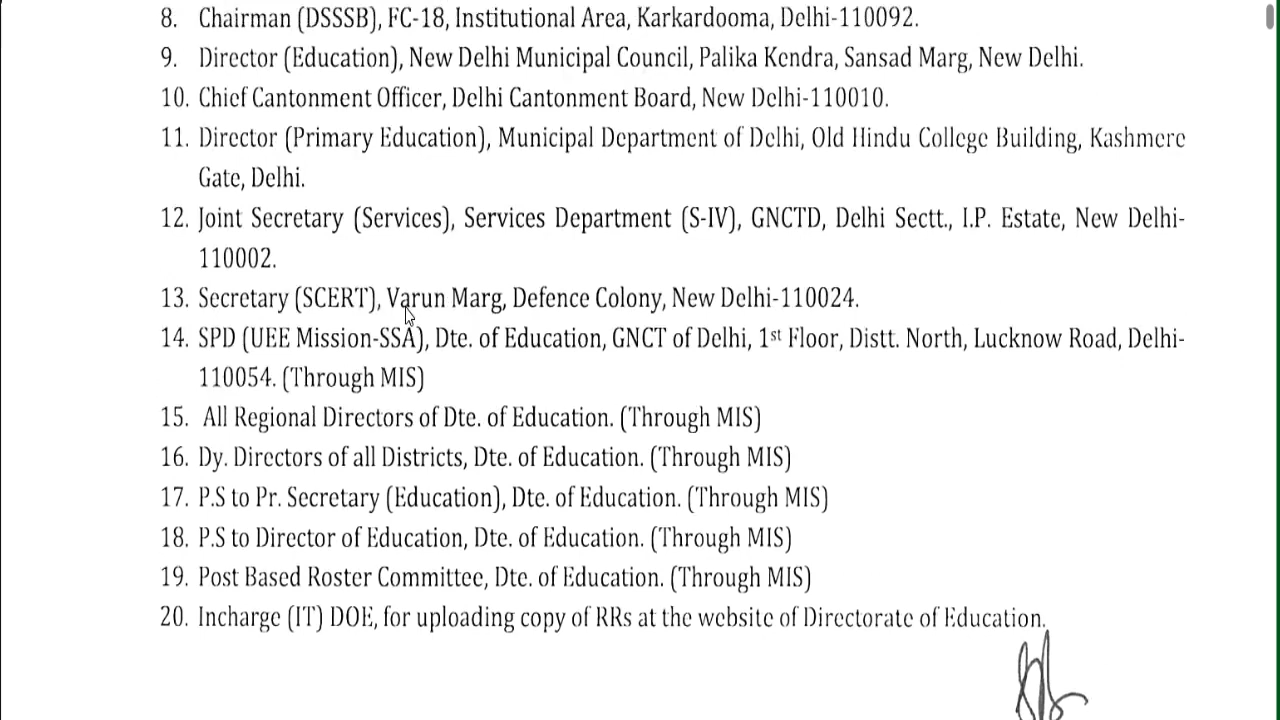 8. Chairman (DSSSB), FC-18, Institutional Area, Karkardooma, Delhi-110092.
9. Director (Education), New Delhi Municipal Council, Palika Kendra, Sansad Marg, New Delhi.
10. Chief Cantonment Officer, Delhi Cantonment Board, New Delhi-110010.
11. Director (Primary Education), Municipal Department of Delhi, Old Hindu College Building, Kashmere
Gate, Delhi.
12. Joint Secretary (Services), Services Department (S-IV), GNCTD, Delhi Sectt., I.P. Estate, New Delhi-
110002.
13. Secretary (SCERT), Varun Marg, Defence Colony, New Delhi-110024.
14. SPD (UEE Mission-SSA), Dte. of Education, GNCT of Delhi, 1st Floor, Distt. North, Lucknow Road, Delhi-
110054. (Through MIS)
15. All Regional Directors of Dte. of Education. (Through MIS)
16. Dy. Directors of all Districts, Dte. of Education. (Through MIS)
17. P.S to Pr. Secretary (Education), Dte. of Education. (Through MIS)
18. P.S to Director of Education, Dte. of Education. (Through MIS)
19. Post Based Roster Committee, Dte. of Education. (Through MIS)
20. Incharge (IT) DOE, for uploading copy of RRs at the website of Directorate of Education.